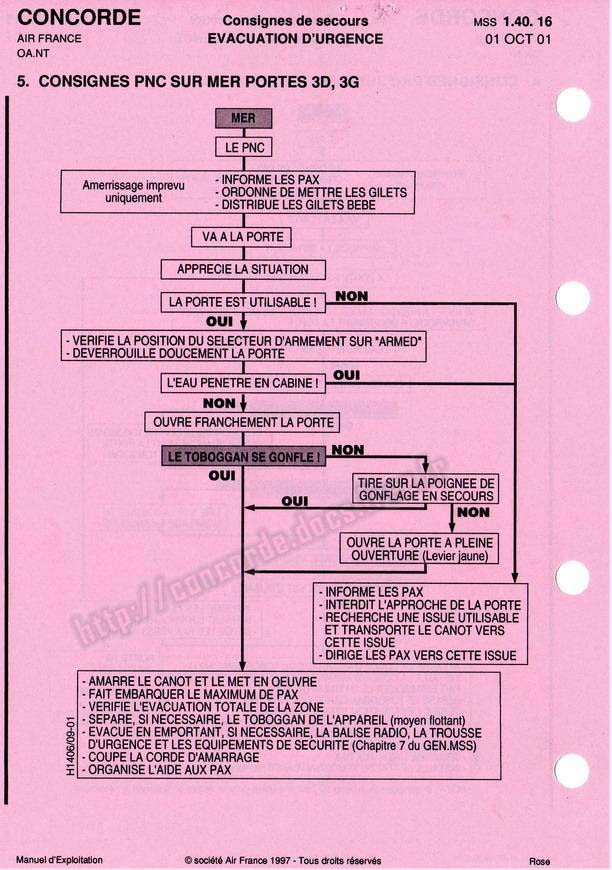 CONCORDE
Consignes de secours
MSS 1.40. 16
AIR FRANCE
EVACUATION D'URGENCE
01 OCT 01
OA.NT
5. CONSIGNES PNC SUR MER PORTES 3D, 3G
MER
LE PNC
Amerrissage imprevu
uniquement
- INFORME LES PAX
- ORDONNE DE METTRE LES GILETS
- DISTRIBUE LES GILETS BEBE
VA A LA PORTE
APPRECIE LA SITUATION
LA PORTE EST UTILISABLE !
NON
OUI
- VERIFIE LA POSITION DU SELECTEUR D'ARMEMENT SUR "ARMED"
- DEVERROUILLE DOUCEMENT LA PORTE
L'EAU PENETRE EN CABINE !
OUI
NON
OUVRE FRANCHEMENT LA PORTE
LE TOBOGGAN SE GONFLE !
NON
OUI
TIRE SUR LA POIGNEE DE
GONFLAGE EN SECOURS
OUI
NON
OUVRE LA PORTE A PLEINE
OUVERTURE (Levier jaune)
- INFORME LES PAX
- INTERDIT L'APPROCHE DE LA PORTE
- RECHERCHE UNE ISSUE UTILISABLE
ET TRANSPORTE LE CANOT VERS
CETTE ISSUE
- DIRIGE LES PAX VERS CETTE ISSUE
- AMARRE LE CANOT ET LE MET EN OEUVRE
- FAIT EMBARQUER LE MAXIMUM DE PAX
- VERIFIE L'EVACUATION TOTALE DE LA ZONE
- SEPARE, SI NECESSAIRE, LE TOBOGGAN DE L'APPAREIL (moyen flottant)
- EVACUE EN EMPORTANT, SI NECESSAIRE, LA BALISE RADIO, LA TROUSSE
D'URGENCE ET LES EQUIPEMENTS DE SECURITE (Chapitre 7 du GEN.MSS)
- COUPE LA CORDE D'AMARRAGE
- ORGANISE L'AIDE AUX PAX
H1406/09-01
Manuel d'Exploitation
© société Air France 1997 - Tous droits réservés
Rose